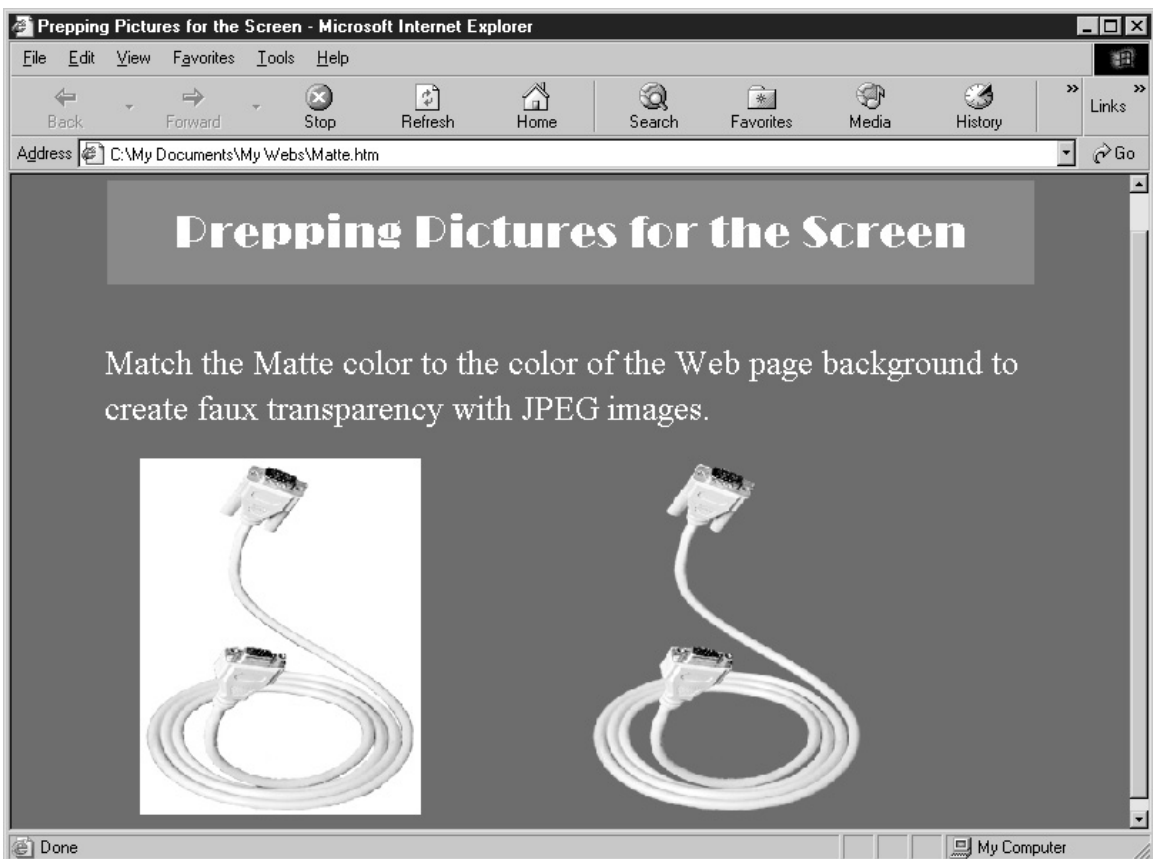 Prepping Pictures for the Screen - Microsoft Internet Explorer
File Edit View Favorites Tools Help
Back Forward Stop Refresh Home Search Favorites Media History » Links »
Address C:\My Documents\My Webs\Matte.htm Go
Prepping Pictures for the Screen
Match the Matte color to the color of the Web page background to
create faux transparency with JPEG images.
Done My Computer